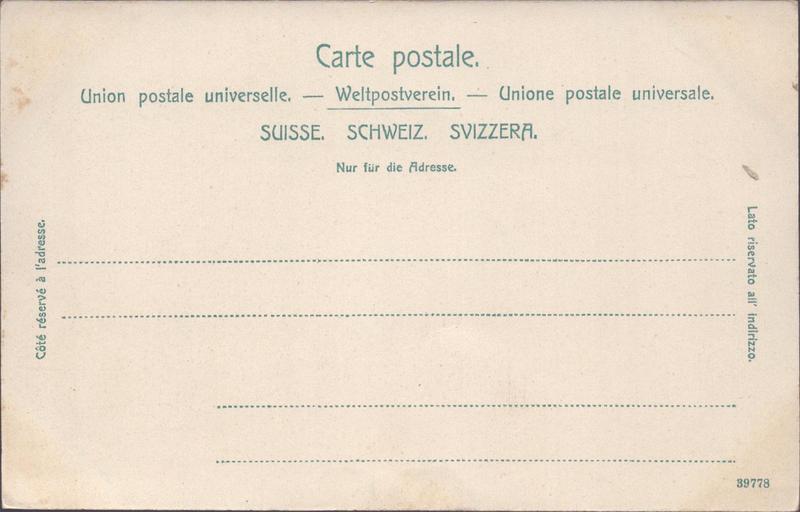 Carte postale.
Union postale universelle. — Weltpostverein. — Unione postale universale.
SUISSE. SCHWEIZ. SVIZZERA.
Nur für die Adresse.
Côté réservé à l'adresse.
Lato riservato all' indirizzo.
39778